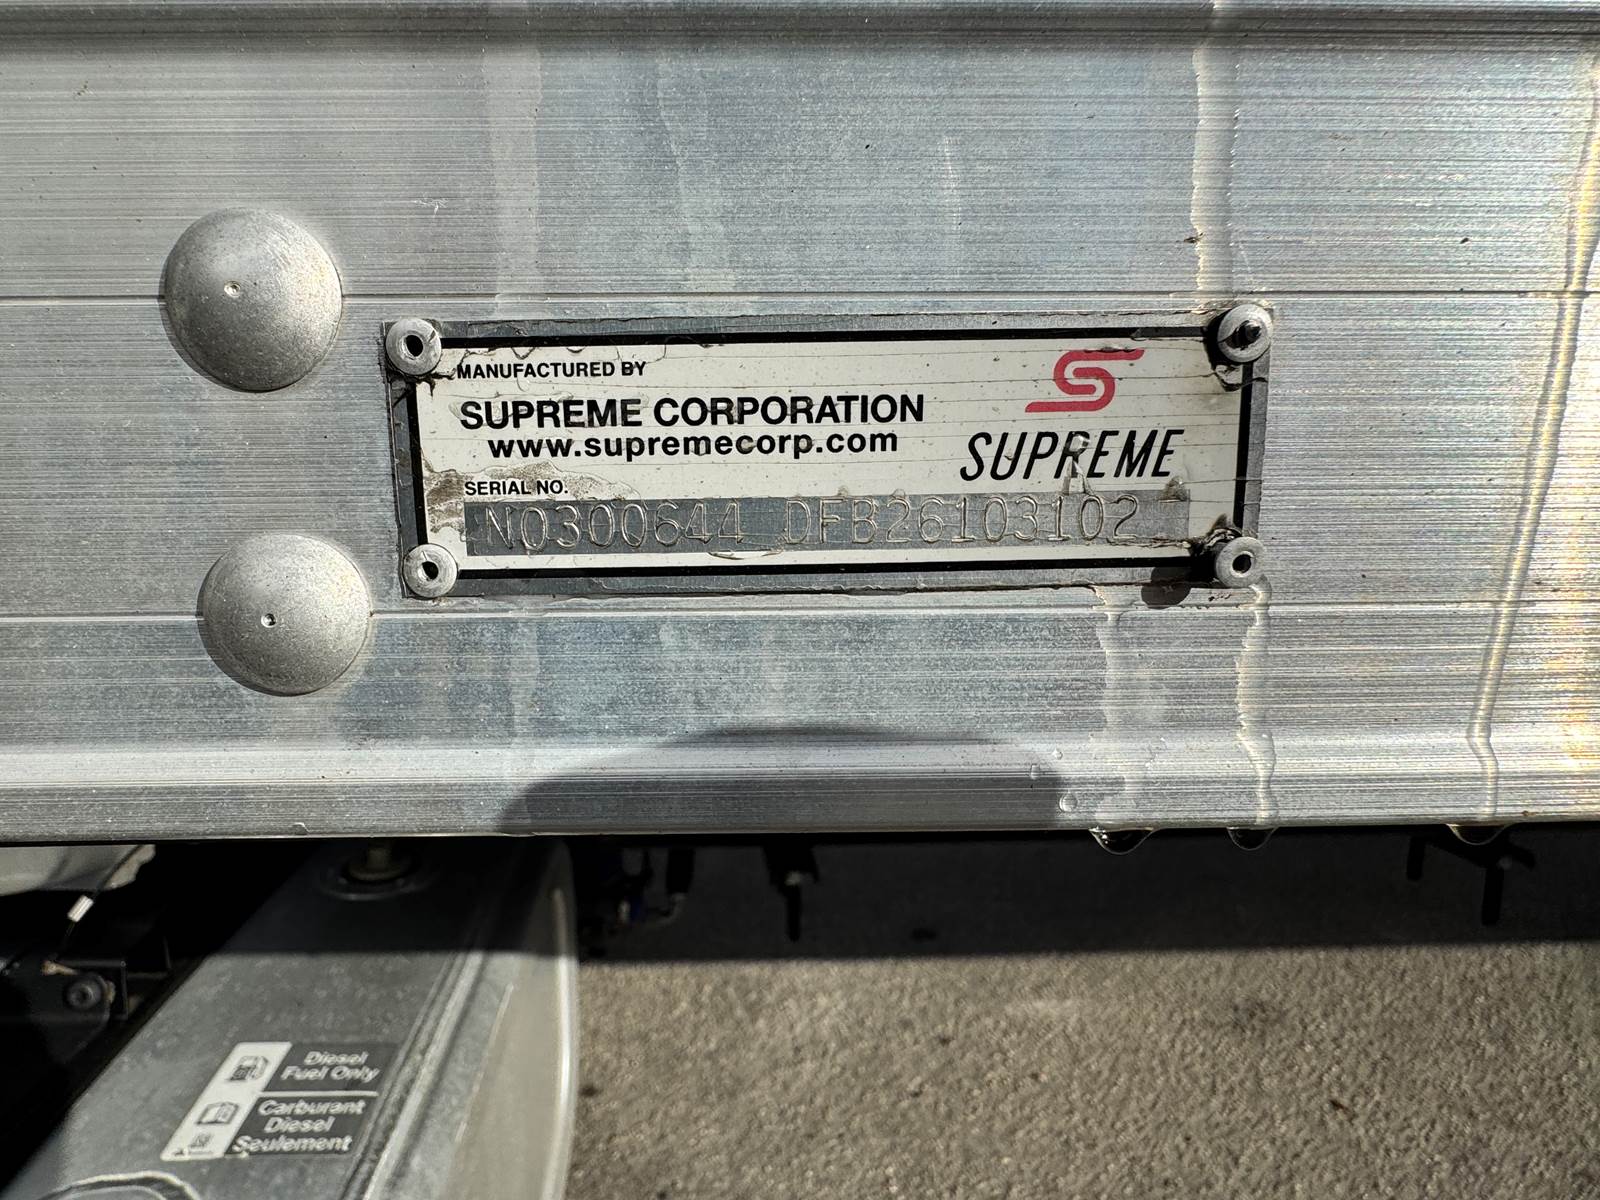 MANUFACTURED BY
SUPREME CORPORATION
www.supremecorp.com
SUPREME
SERIAL NO.
N0300644 DFB26103102
Diesel
Fuel Only
Carburant
Diesel
Seulement